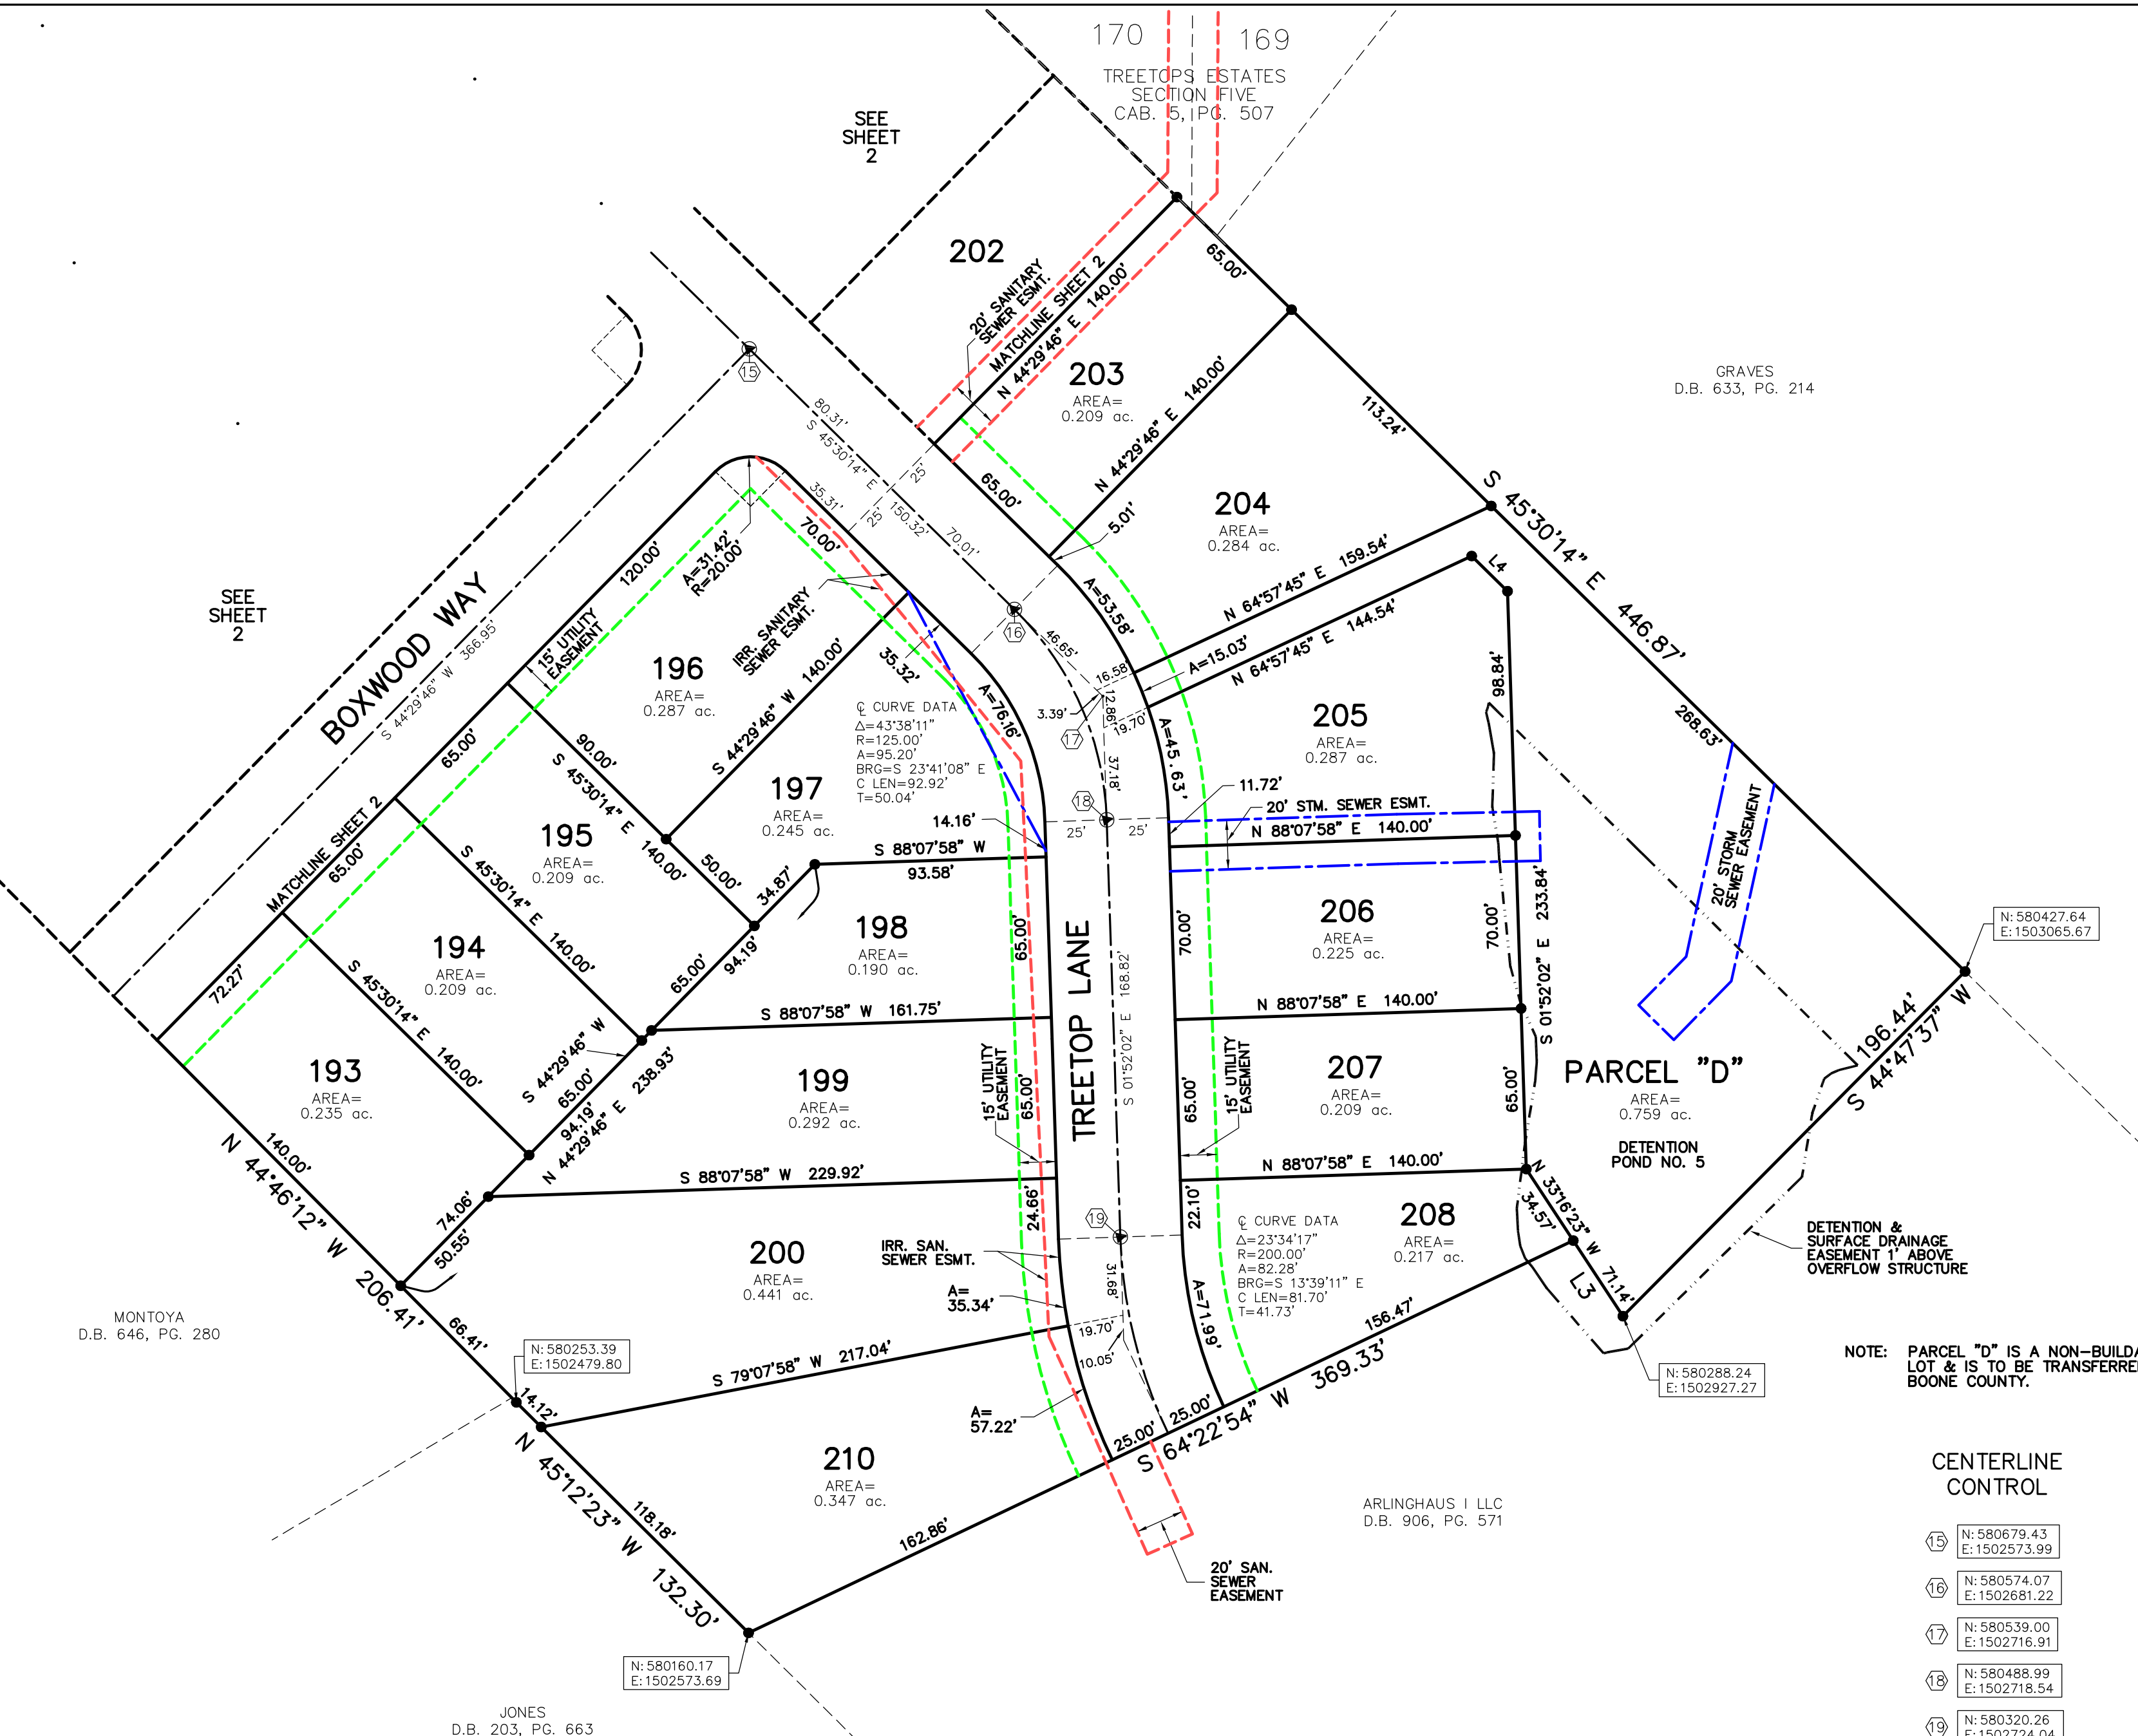 170
169
TREETOPS ESTATES
SECTION FIVE
CAB. 5, PG. 507
SEE
SHEET
2
202
20' SANITARY
SEWER ESMT.
MATCHLINE SHEET 2
N 44°29'46" E 140.00'
65.00'
203
AREA=
0.209 ac.
N 44°29'46" E 140.00'
113.24'
GRAVES
D.B. 633, PG. 214
15
80.31'
S 45°30'14" E 150.32'
70.01'
25'
25'
65.00'
5.01'
204
AREA=
0.284 ac.
S 45°30'14" E 446.87'
268.63'
N 64°57'45" E 159.54'
L4
N 64°57'45" E 144.54'
A=53.58'
A=15.03'
35.31'
70.00'
A=31.42'
R=20.00'
120.00'
15' UTILITY
EASEMENT
IRR. SANITARY
SEWER ESMT.
BOXWOOD WAY
S 44°29'46" W 366.95'
SEE
SHEET
2
196
AREA=
0.287 ac.
S 44°29'46" W 140.00'
35.32'
A=76.16'
16
46.65'
16.58'
3.39'
12.86'
19.70'
17
37.18'
18
25'
25'
A=45.63'
98.84'
205
AREA=
0.287 ac.
11.72'
20' STM. SEWER ESMT.
N 88°07'58" E 140.00'
℄ CURVE DATA
Δ=43°38'11"
R=125.00'
A=95.20'
BRG=S 23°41'08" E
C LEN=92.92'
T=50.04'
197
AREA=
0.245 ac.
14.16'
S 88°07'58" W
93.58'
90.00'
S 45°30'14" E 140.00'
50.00'
34.87'
65.00'
195
AREA=
0.209 ac.
S 45°30'14" E 140.00'
MATCHLINE SHEET 2
65.00'
194
AREA=
0.209 ac.
S 45°30'14" E 140.00'
72.27'
193
AREA=
0.235 ac.
65.00'
94.19'
198
AREA=
0.190 ac.
65.00'
S 88°07'58" W 161.75'
S 44°29'46" W
65.00'
94.19'
N 44°29'46" E 238.93'
199
AREA=
0.292 ac.
15' UTILITY
EASEMENT
65.00'
TREETOP LANE
S 01°52'02" E 168.82'
70.00'
206
AREA=
0.225 ac.
70.00'
S 01°52'02" E 233.84'
N 88°07'58" E 140.00'
15' UTILITY
EASEMENT
65.00'
207
AREA=
0.209 ac.
65.00'
N 88°07'58" E 140.00'
20' STORM
SEWER EASEMENT
PARCEL "D"
AREA=
0.759 ac.
DETENTION
POND NO. 5
N: 580427.64
E: 1503065.67
196.44'
S 44°47'37" W
140.00'
N 44°46'12" W 206.41'
74.06'
50.55'
66.41'
S 88°07'58" W 229.92'
24.66'
200
AREA=
0.441 ac.
IRR. SAN.
SEWER ESMT.
A=
35.34'
19
31.68'
19.70'
10.05'
22.10'
A=71.99'
℄ CURVE DATA
Δ=23°34'17"
R=200.00'
A=82.28'
BRG=S 13°39'11" E
C LEN=81.70'
T=41.73'
208
AREA=
0.217 ac.
N 33°16'23" W
34.57'
L3
71.14'
156.47'
DETENTION &
SURFACE DRAINAGE
EASEMENT 1' ABOVE
OVERFLOW STRUCTURE
MONTOYA
D.B. 646, PG. 280
N: 580253.39
E: 1502479.80
14.12'
S 79°07'58" W 217.04'
A=
57.22'
25.00'
25.00'
S 64°22'54" W 369.33'
N: 580288.24
E: 1502927.27
NOTE: PARCEL "D" IS A NON-BUILDA
LOT & IS TO BE TRANSFERRE
BOONE COUNTY.
210
AREA=
0.347 ac.
N 45°12'23" W 132.30'
118.18'
162.86'
20' SAN.
SEWER
EASEMENT
ARLINGHAUS I LLC
D.B. 906, PG. 571
N: 580160.17
E: 1502573.69
JONES
D.B. 203, PG. 663
CENTERLINE
CONTROL
15 N: 580679.43
E: 1502573.99
16 N: 580574.07
E: 1502681.22
17 N: 580539.00
E: 1502716.91
18 N: 580488.99
E: 1502718.54
19 N: 580320.26
E: 1502724.04